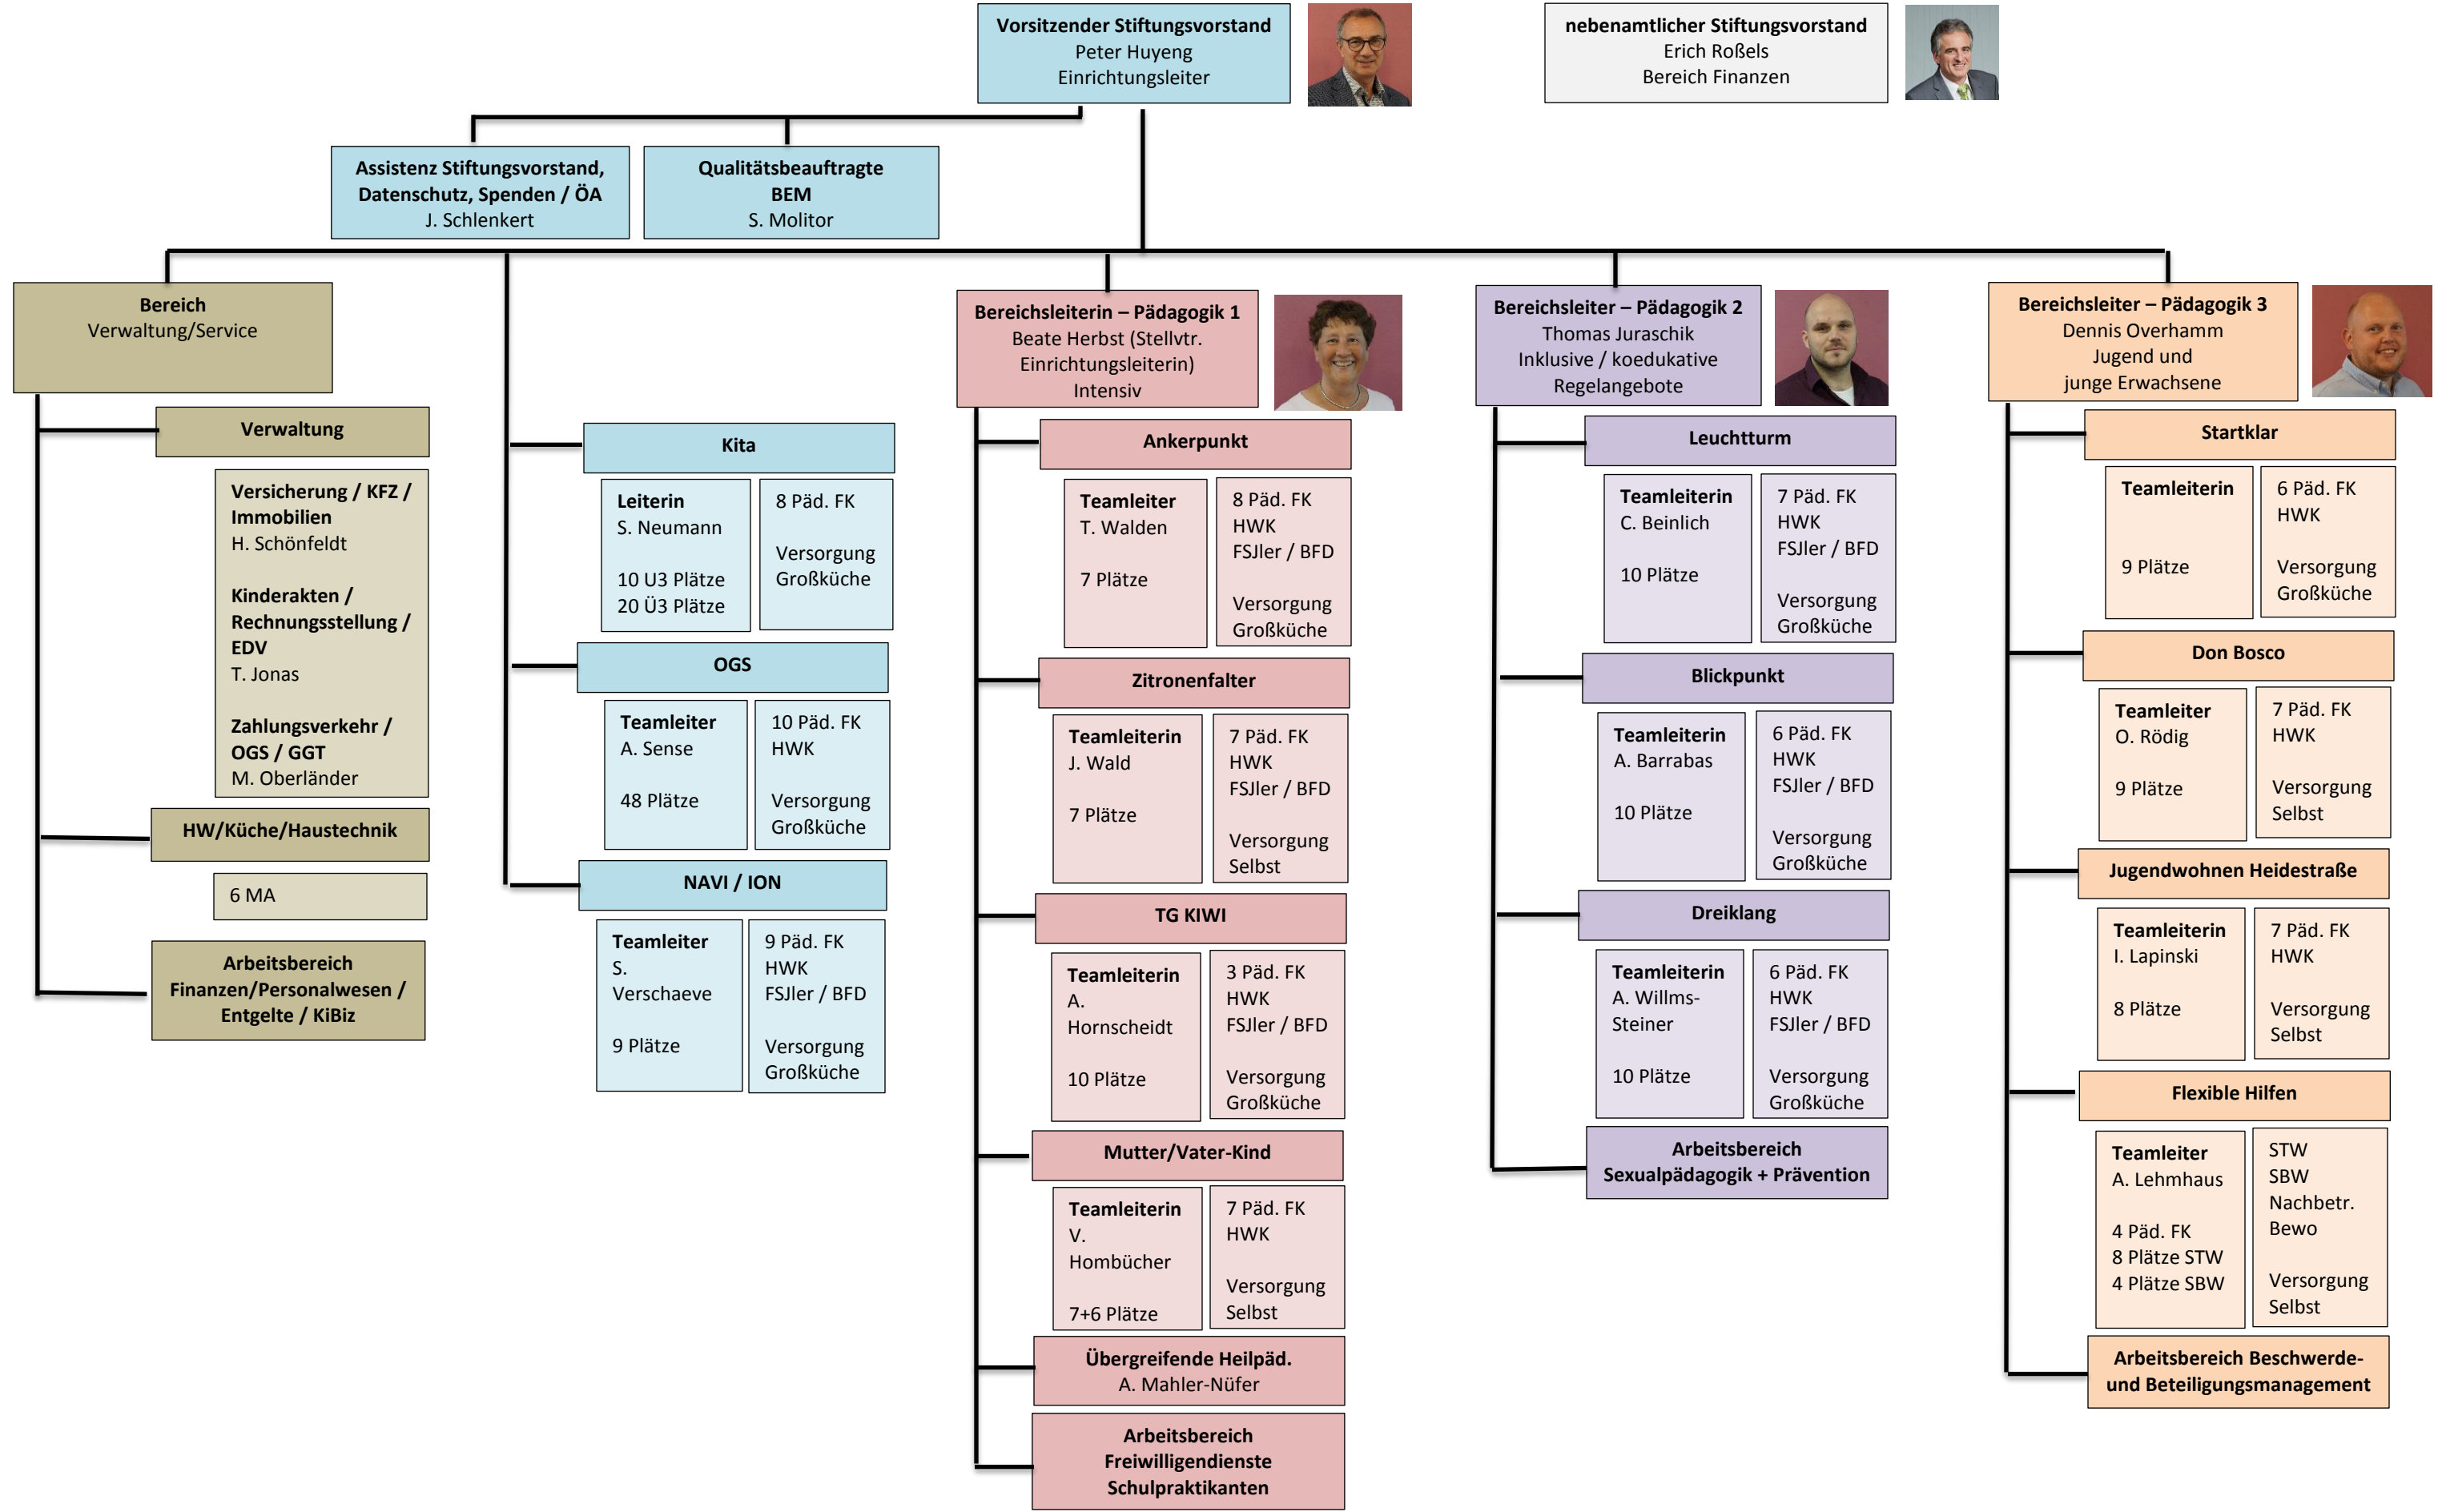 Vorsitzender Stiftungsvorstand
Peter Huyeng
Einrichtungsleiter
nebenamtlicher Stiftungsvorstand
Erich Roßels
Bereich Finanzen
Assistenz Stiftungsvorstand,
Datenschutz, Spenden / ÖA
J. Schlenkert
Qualitätsbeauftragte
BEM
S. Molitor
Bereich
Verwaltung/Service
Verwaltung
Versicherung / KFZ /
Immobilien
H. Schönfeldt
Kinderakten /
Rechnungsstellung /
EDV
T. Jonas
Zahlungsverkehr /
OGS / GGT
M. Oberländer
HW/Küche/Haustechnik
6 MA
Arbeitsbereich
Finanzen/Personalwesen /
Entgelte / KiBiz
Kita
Leiterin
S. Neumann
10 U3 Plätze
20 Ü3 Plätze
8 Päd. FK
Versorgung
Großküche
OGS
Teamleiter
A. Sense
48 Plätze
10 Päd. FK
HWK
Versorgung
Großküche
NAVI / ION
Teamleiter
S.
Verschaeve
9 Plätze
9 Päd. FK
HWK
FSJler / BFD
Versorgung
Großküche
Bereichsleiterin – Pädagogik 1
Beate Herbst (Stellvtr.
Einrichtungsleiterin)
Intensiv
Ankerpunkt
Teamleiter
T. Walden
7 Plätze
8 Päd. FK
HWK
FSJler / BFD
Versorgung
Großküche
Zitronenfalter
Teamleiterin
J. Wald
7 Plätze
7 Päd. FK
HWK
FSJler / BFD
Versorgung
Selbst
TG KIWI
Teamleiterin
A.
Hornscheidt
10 Plätze
3 Päd. FK
HWK
FSJler / BFD
Versorgung
Großküche
Mutter/Vater-Kind
Teamleiterin
V.
Hombücher
7+6 Plätze
7 Päd. FK
HWK
Versorgung
Selbst
Übergreifende Heilpäd.
A. Mahler-Nüfer
Arbeitsbereich
Freiwilligendienste
Schulpraktikanten
Bereichsleiter – Pädagogik 2
Thomas Juraschik
Inklusive / koedukative
Regelangebote
Leuchtturm
Teamleiterin
C. Beinlich
10 Plätze
7 Päd. FK
HWK
FSJler / BFD
Versorgung
Großküche
Blickpunkt
Teamleiterin
A. Barrabas
10 Plätze
6 Päd. FK
HWK
FSJler / BFD
Versorgung
Großküche
Dreiklang
Teamleiterin
A. Willms-
Steiner
10 Plätze
6 Päd. FK
HWK
FSJler / BFD
Versorgung
Großküche
Arbeitsbereich
Sexualpädagogik + Prävention
Bereichsleiter – Pädagogik 3
Dennis Overhamm
Jugend und
junge Erwachsene
Startklar
Teamleiterin
9 Plätze
6 Päd. FK
HWK
Versorgung
Großküche
Don Bosco
Teamleiter
O. Rödig
9 Plätze
7 Päd. FK
HWK
Versorgung
Selbst
Jugendwohnen Heidestraße
Teamleiterin
I. Lapinski
8 Plätze
7 Päd. FK
HWK
Versorgung
Selbst
Flexible Hilfen
Teamleiter
A. Lehmhaus
4 Päd. FK
8 Plätze STW
4 Plätze SBW
STW
SBW
Nachbetr.
Bewo
Versorgung
Selbst
Arbeitsbereich Beschwerde-
und Beteiligungsmanagement